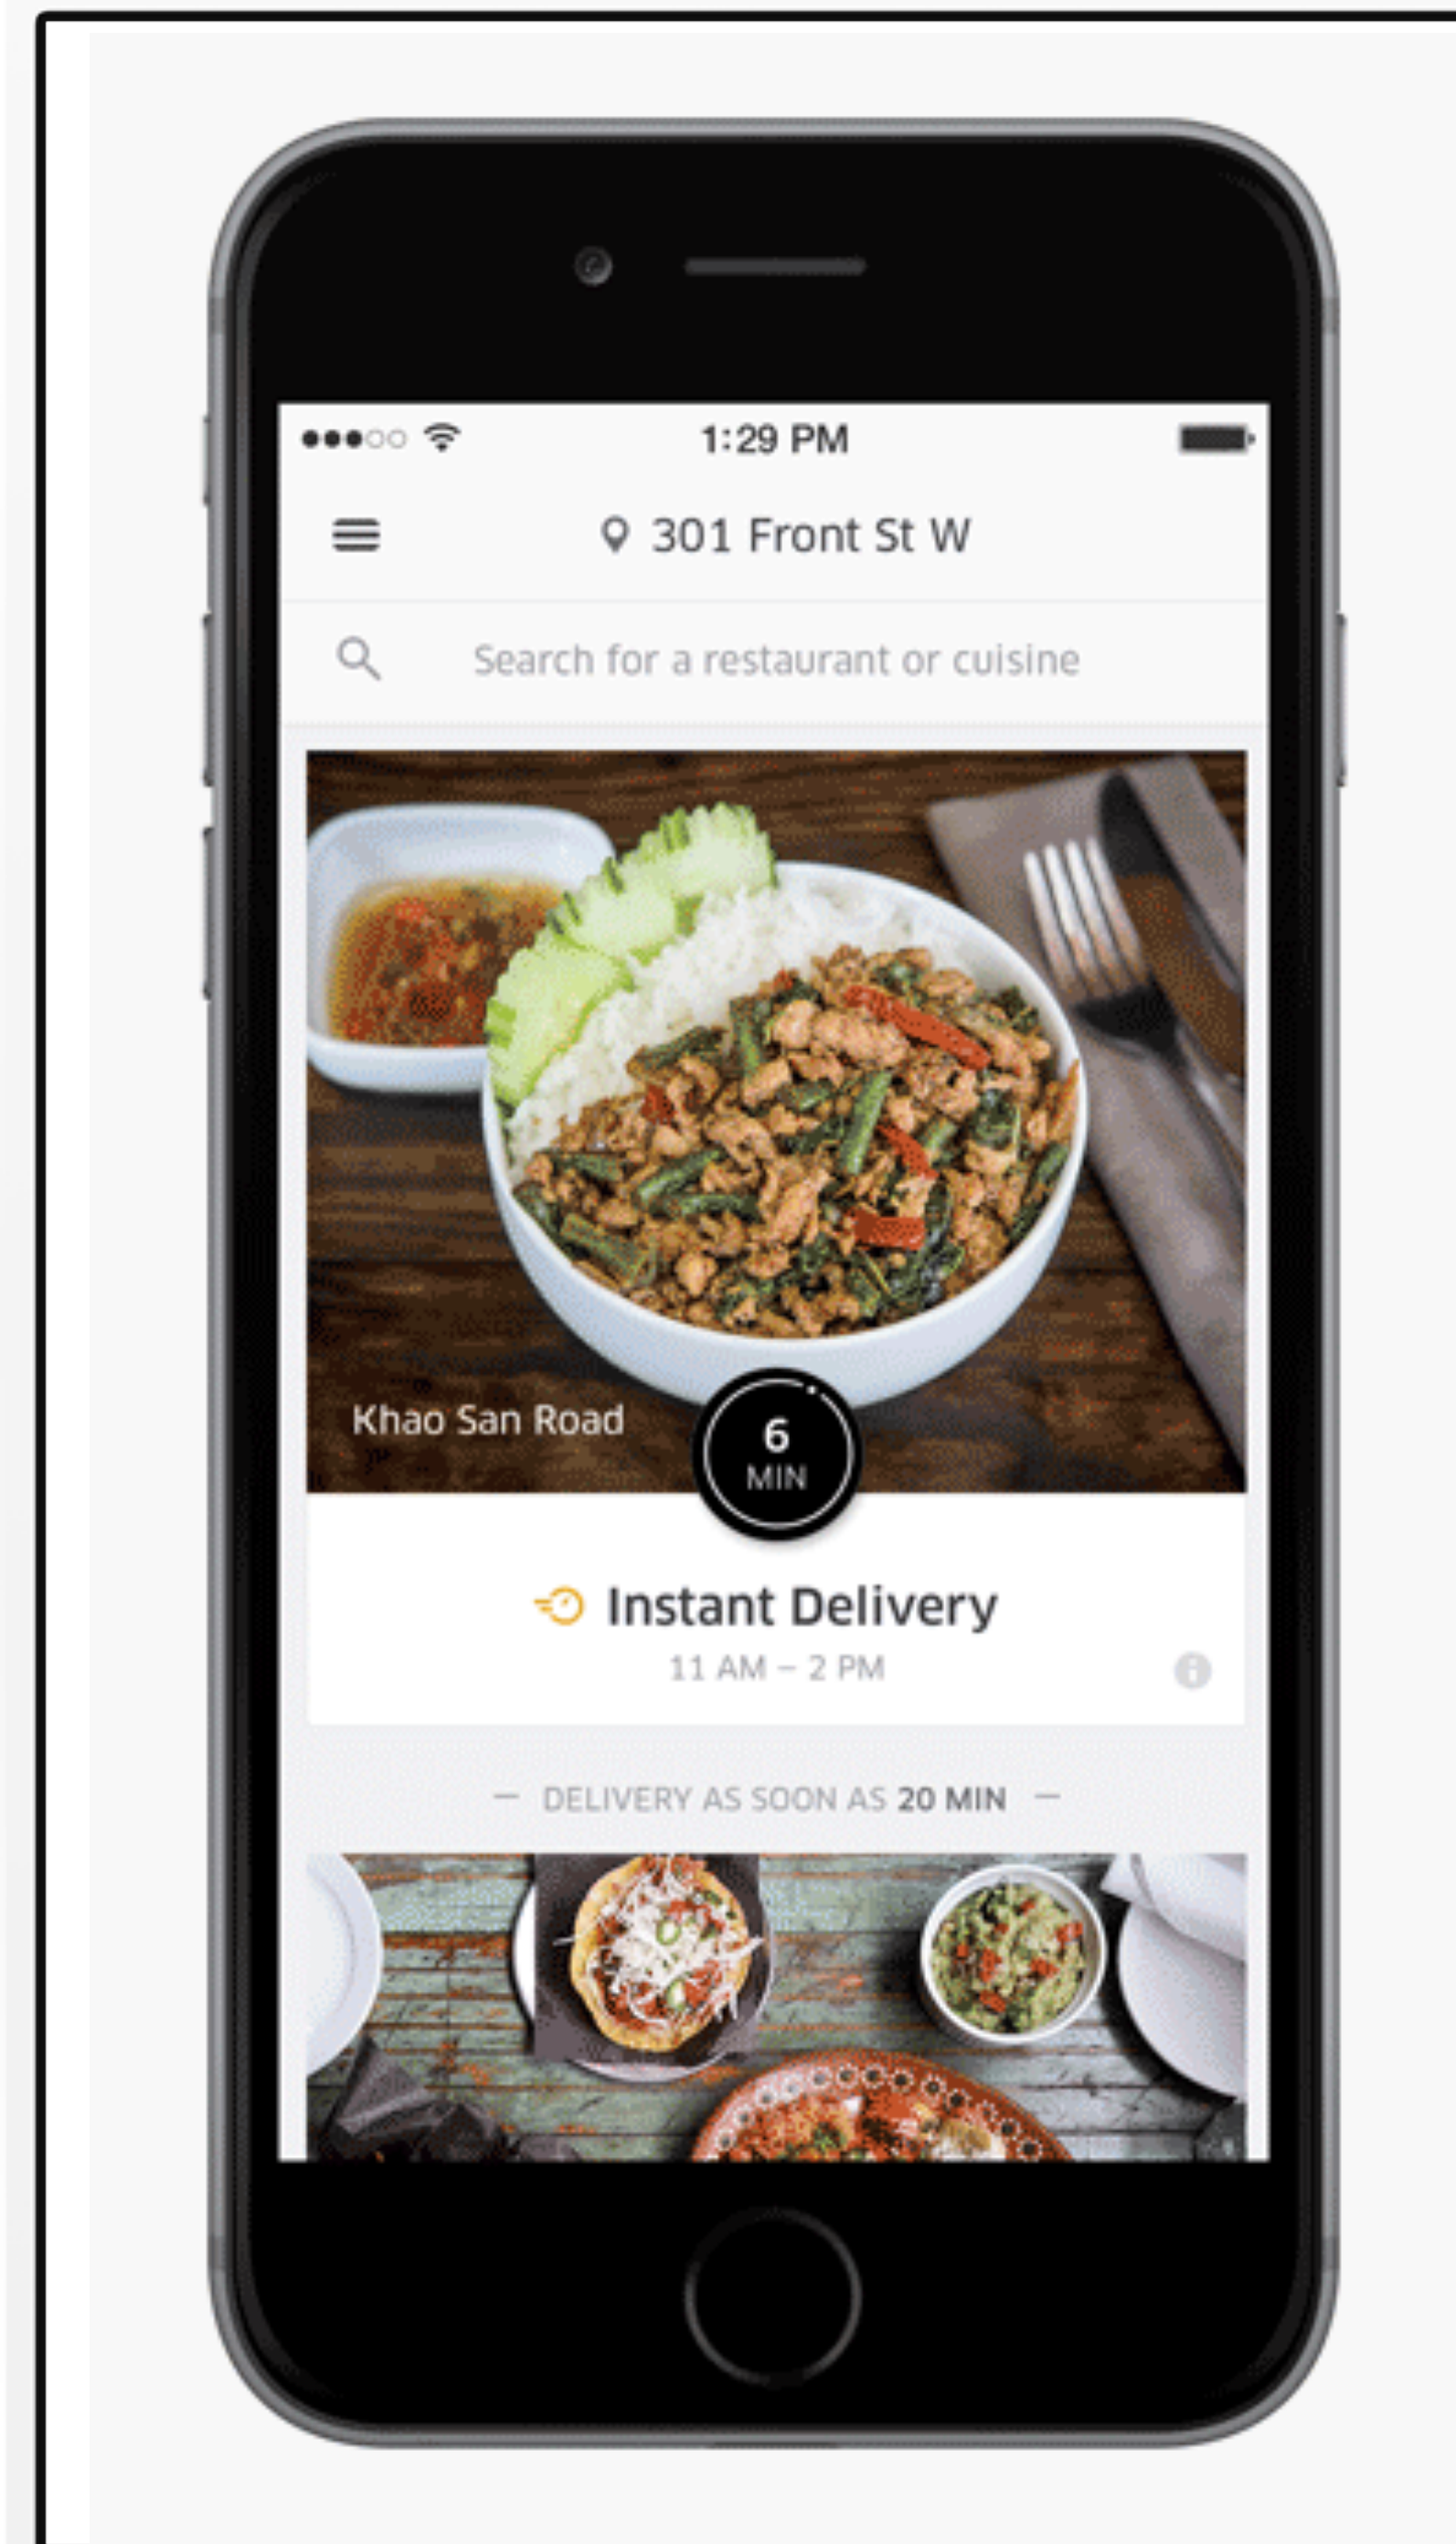 1:29 PM
301 Front St W
Search for a restaurant or cuisine
Khao San Road
6
MIN
Instant Delivery
11 AM – 2 PM
— DELIVERY AS SOON AS 20 MIN —